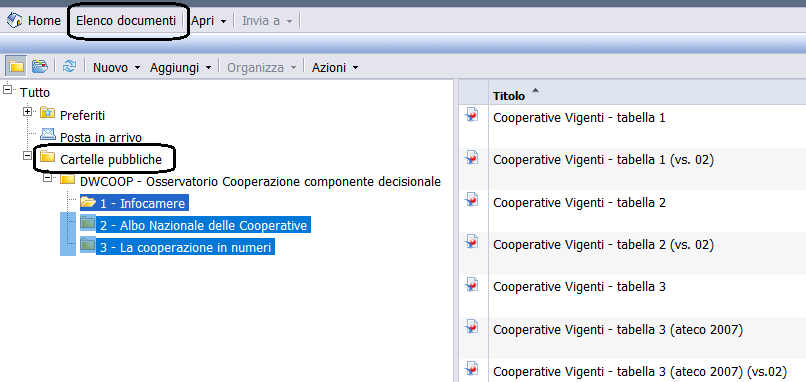 Home Elenco documenti Apri Invia a
Nuovo Aggiungi Organizza Azioni
Tutto
Preferiti
Posta in arrivo
Cartelle pubbliche
DWCOOP - Osservatorio Cooperazione componente decisionale
1 - Infocamere
2 - Albo Nazionale delle Cooperative
3 - La cooperazione in numeri
Titolo
Cooperative Vigenti - tabella 1
Cooperative Vigenti - tabella 1 (vs. 02)
Cooperative Vigenti - tabella 2
Cooperative Vigenti - tabella 2 (vs. 02)
Cooperative Vigenti - tabella 3
Cooperative Vigenti - tabella 3 (ateco 2007)
Cooperative Vigenti - tabella 3 (ateco 2007) (vs.02)